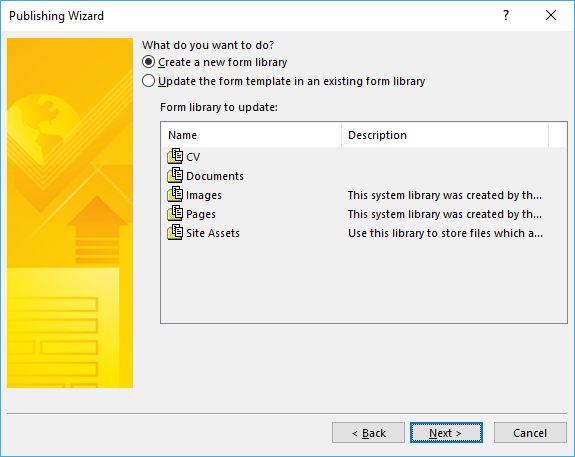 Publishing Wizard
?
What do you want to do?
Create a new form library
Update the form template in an existing form library
Form library to update:
Name Description
CV
Documents
Images This system library was created by th...
Pages This system library was created by th...
Site Assets Use this library to store files which a...
< Back Next > Cancel